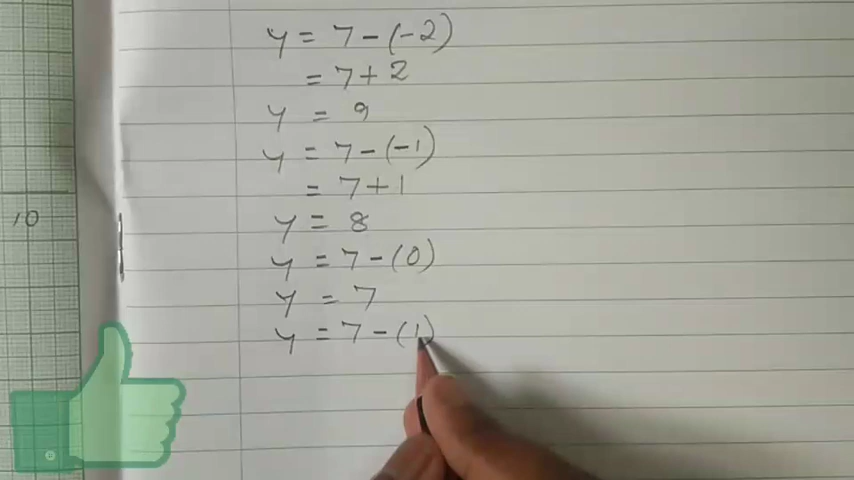 y = 7 - (-2)
= 7 + 2
y = 9
y = 7 - (-1)
= 7 + 1
y = 8
y = 7 - (0)
y = 7
y = 7 - (1)
10